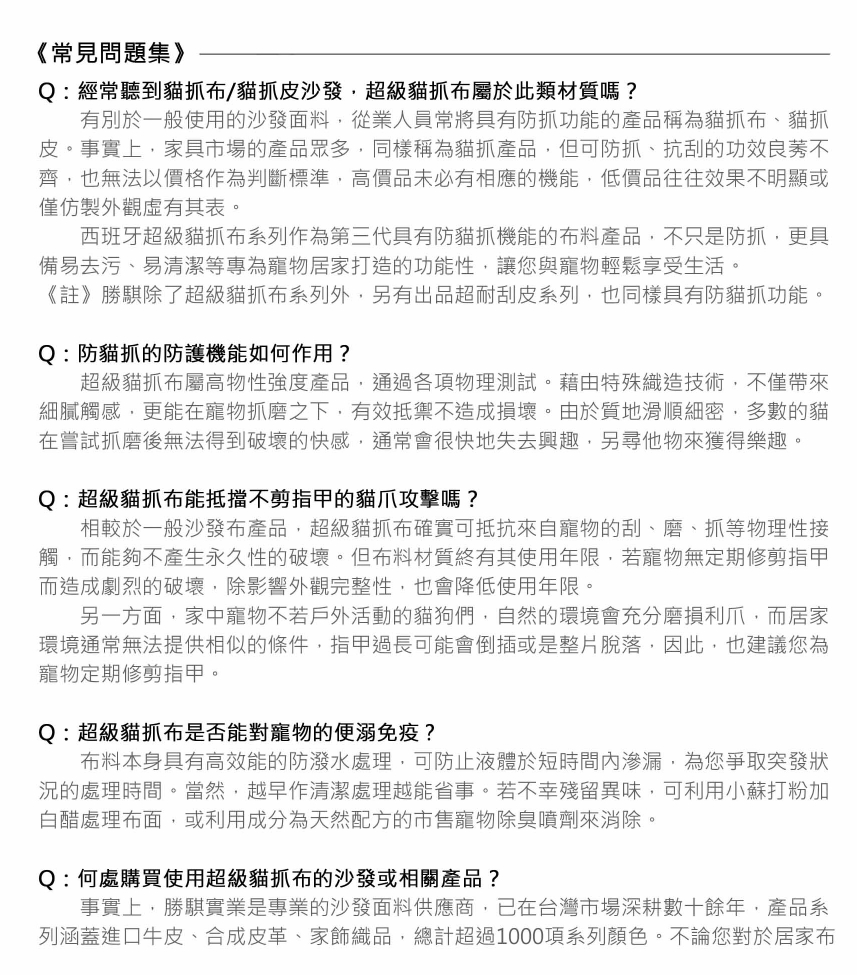 《常見問題集》
Q：經常聽到貓抓布/貓抓皮沙發，超級貓抓布屬於此類材質嗎？
有別於一般使用的沙發面料，從業人員常將具有防抓功能的產品稱為貓抓布、貓抓
皮。事實上，家具市場的產品眾多，同樣稱為貓抓產品，但可防抓、抗刮的功效良莠不
齊，也無法以價格作為判斷標準，高價品未必有相應的機能，低價品往往效果不明顯或
僅仿製外觀虛有其表。
西班牙超級貓抓布系列作為第三代具有防貓抓機能的布料產品，不只是防抓，更具
備易去污、易清潔等專為寵物居家打造的功能性，讓您與寵物輕鬆享受生活。
《註》勝騏除了超級貓抓布系列外，另有出品超耐刮皮系列，也同樣具有防貓抓功能。
Q：防貓抓的防護機能如何作用？
超級貓抓布屬高物性強度產品，通過各項物理測試。藉由特殊織造技術，不僅帶來
細膩觸感，更能在寵物抓磨之下，有效抵禦不造成損壞。由於質地滑順細密，多數的貓
在嘗試抓磨後無法得到破壞的快感，通常會很快地失去興趣，另尋他物來獲得樂趣。
Q：超級貓抓布能抵擋不剪指甲的貓爪攻擊嗎？
相較於一般沙發布產品，超級貓抓布確實可抵抗來自寵物的刮、磨、抓等物理性接
觸，而能夠不產生永久性的破壞。但布料材質終有其使用年限，若寵物無定期修剪指甲
而造成劇烈的破壞，除影響外觀完整性，也會降低使用年限。
另一方面，家中寵物不若戶外活動的貓狗們，自然的環境會充分磨損利爪，而居家
環境通常無法提供相似的條件，指甲過長可能會倒插或是整片脫落，因此，也建議您為
寵物定期修剪指甲。
Q：超級貓抓布是否能對寵物的便溺免疫？
布料本身具有高效能的防潑水處理，可防止液體於短時間內滲漏，為您爭取突發狀
況的處理時間。當然，越早作清潔處理越能省事。若不幸殘留異味，可利用小蘇打粉加
白醋處理布面，或利用成分為天然配方的市售寵物除臭噴劑來消除。
Q：何處購買使用超級貓抓布的沙發或相關產品？
事實上，勝騏實業是專業的沙發面料供應商，已在台灣市場深耕數十餘年，產品系
列涵蓋進口牛皮、合成皮革、家飾織品，總計超過1000項系列顏色。不論您對於居家布